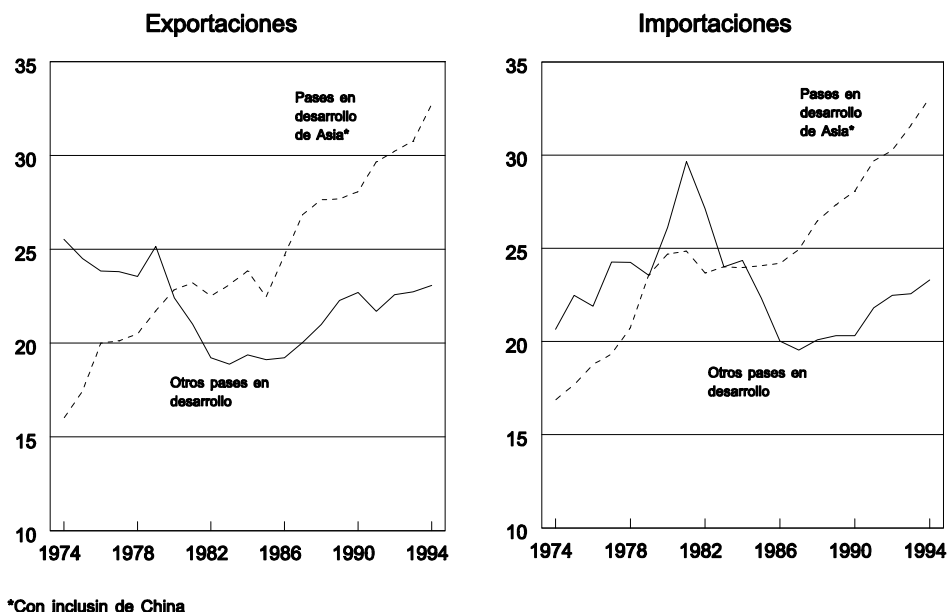 Exportaciones
35
30
25
20
15
10
1974 1978 1982 1986 1990 1994
Pases en
desarrollo
de Asia*
Otros pases en
desarrollo
Importaciones
35
30
25
20
15
10
1974 1978 1982 1986 1990 1994
Pases en
desarrollo
de Asia*
Otros pases en
desarrollo
*Con inclusin de China